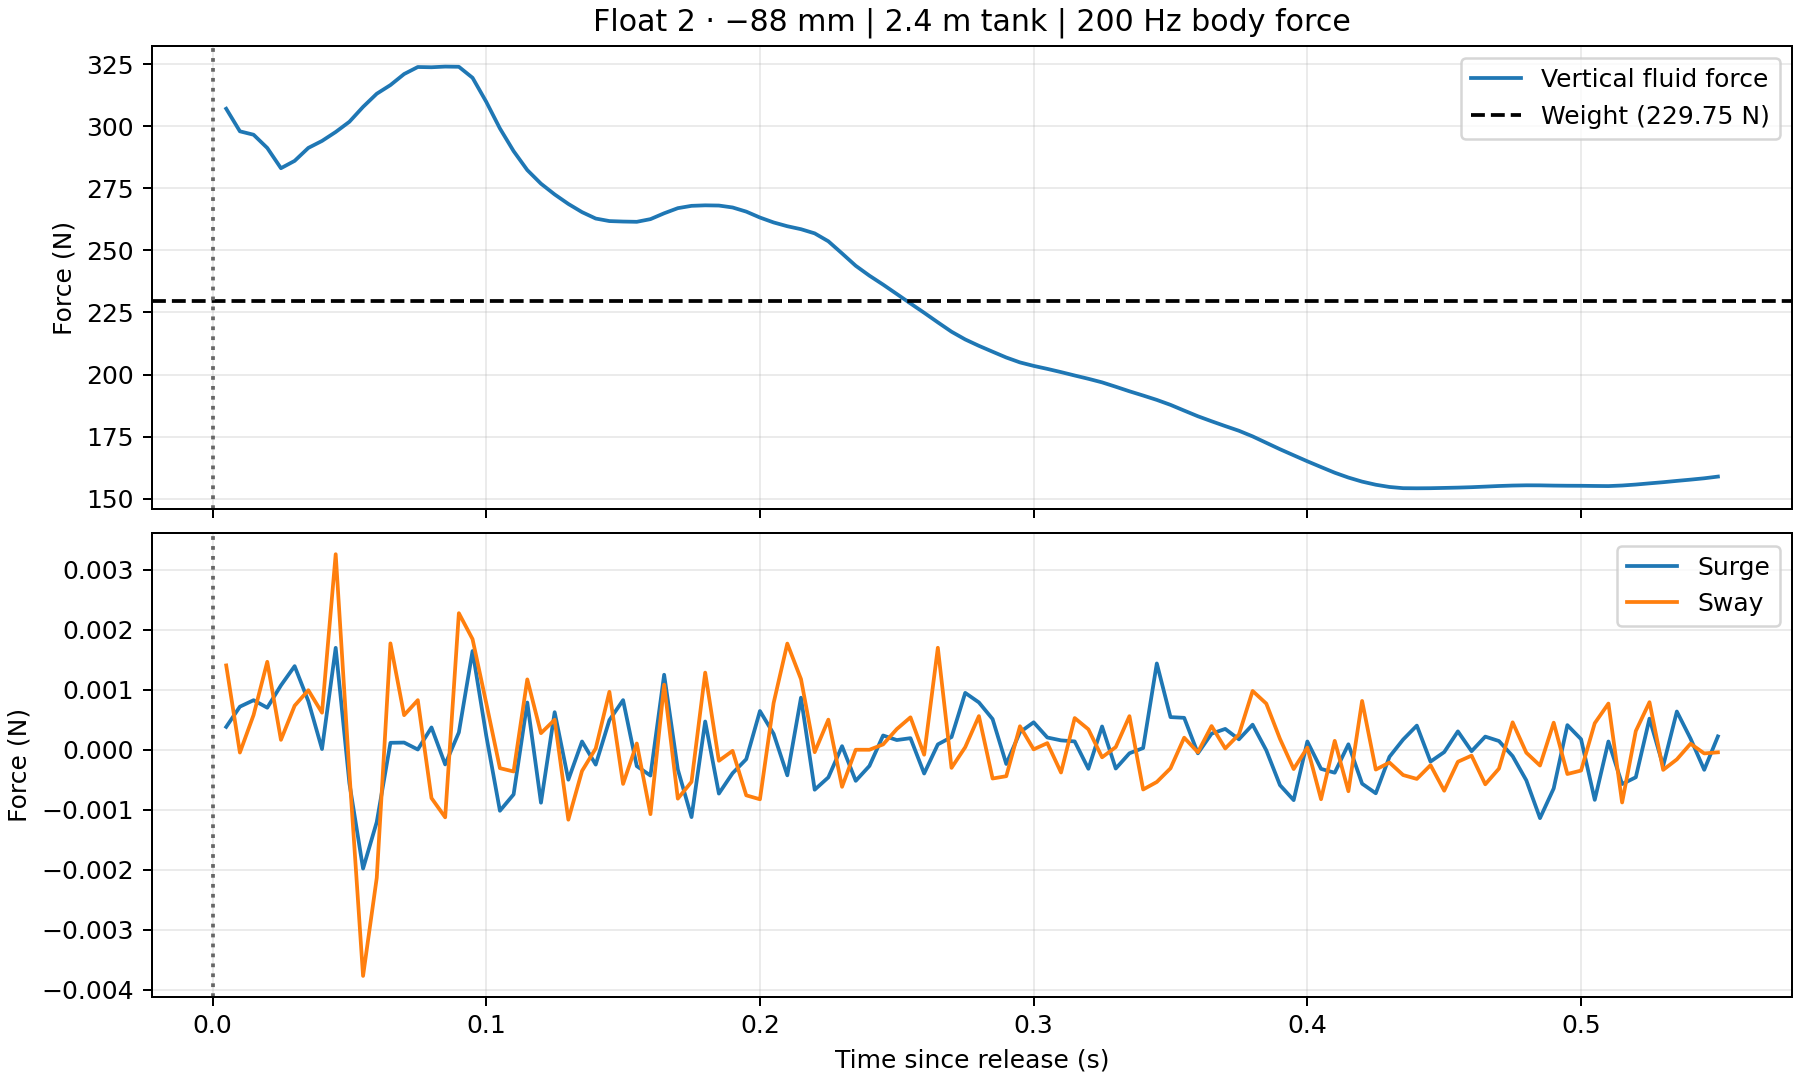 Float 2 · −88 mm | 2.4 m tank | 200 Hz body force
Force (N)
325
300
275
250
225
200
175
150
Vertical fluid force
Weight (229.75 N)
Force (N)
0.003
0.002
0.001
0.000
−0.001
−0.002
−0.003
−0.004
Surge
Sway
0.0 0.1 0.2 0.3 0.4 0.5
Time since release (s)